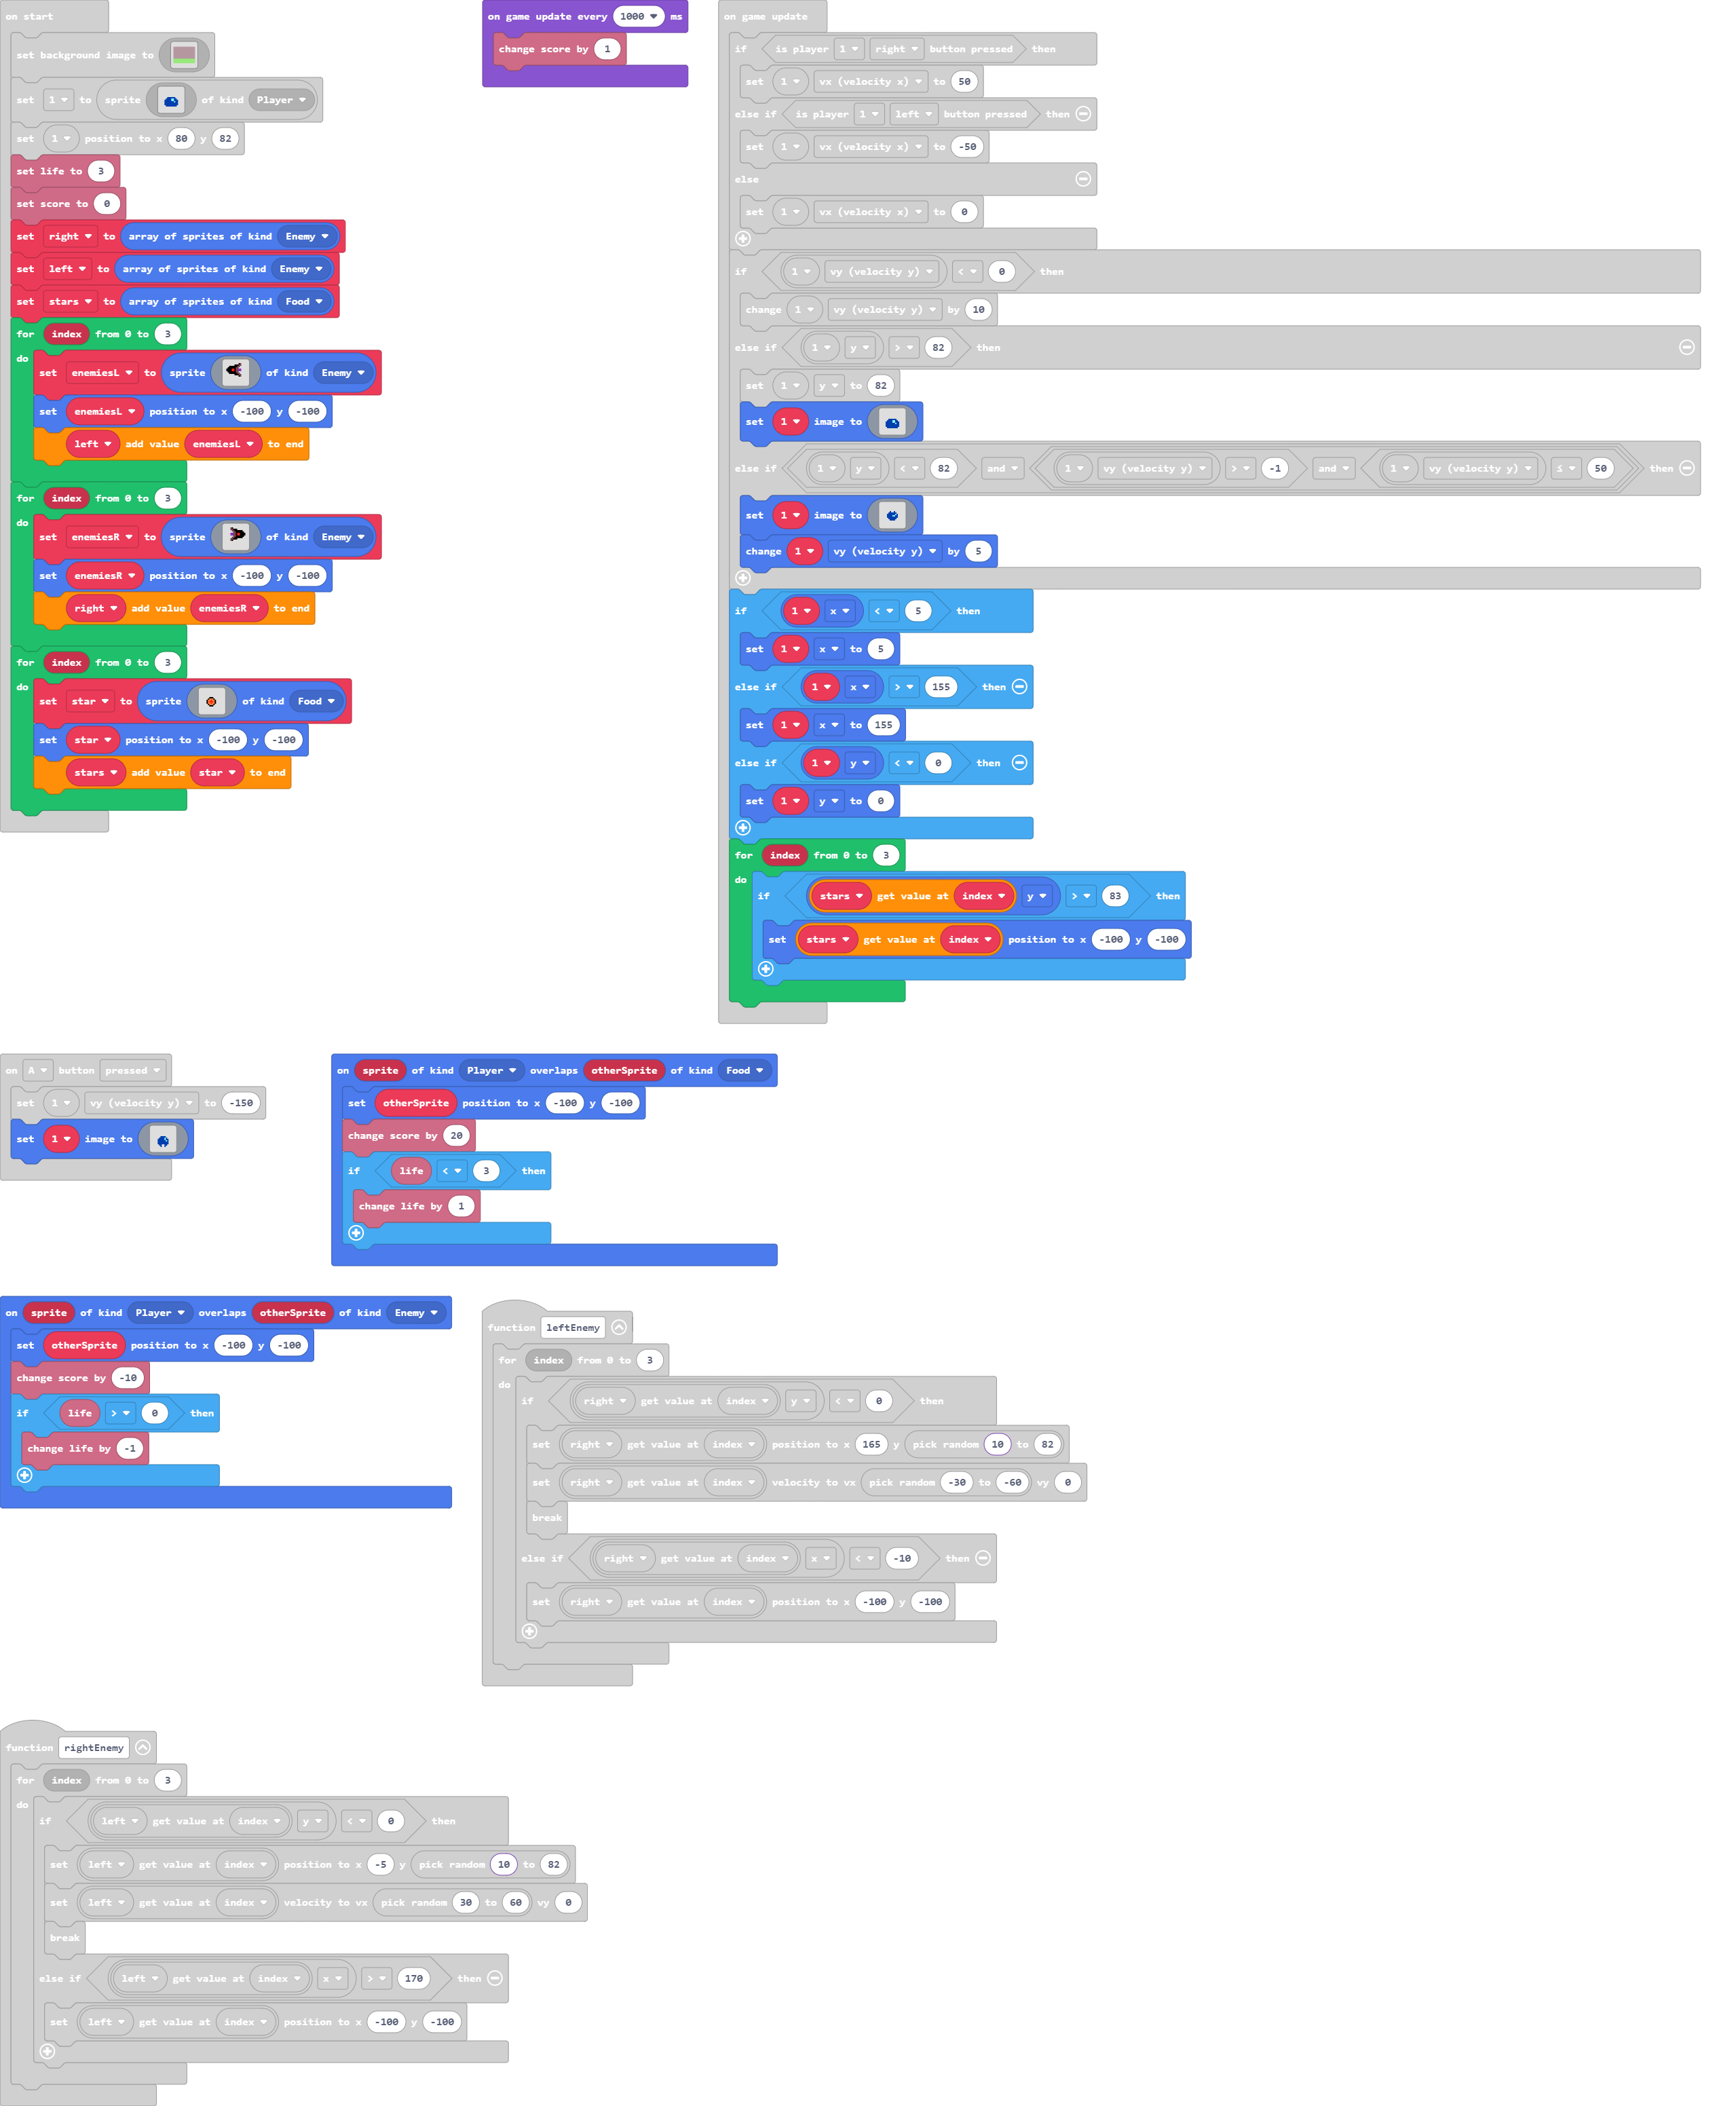 on start
set background image to
set 1 to sprite of kind Player
set 1 position to x 80 y 82
set life to 3
set score to 0
set right to array of sprites of kind Enemy
set left to array of sprites of kind Enemy
set stars to array of sprites of kind Food
for index from 0 to 3
do
set enemiesL to sprite of kind Enemy
set enemiesL position to x -100 y -100
left add value enemiesL to end
for index from 0 to 3
do
set enemiesR to sprite of kind Enemy
set enemiesR position to x -100 y -100
right add value enemiesR to end
for index from 0 to 3
do
set star to sprite of kind Food
set star position to x -100 y -100
stars add value star to end
on game update every 1000 ms
change score by 1
on game update
if is player 1 right button pressed then
set 1 vx (velocity x) to 50
else if is player 1 left button pressed then
set 1 vx (velocity x) to -50
else
set 1 vx (velocity x) to 0
if 1 vy (velocity y) < 0 then
change 1 vy (velocity y) by 10
else if 1 y > 82 then
set 1 y to 82
set 1 image to
else if 1 y < 82 and 1 vy (velocity y) > -1 and 1 vy (velocity y) ≤ 50 then
set 1 image to
change 1 vy (velocity y) by 5
if 1 x < 5 then
set 1 x to 5
else if 1 x > 155 then
set 1 x to 155
else if 1 y < 0 then
set 1 y to 0
for index from 0 to 3
do
if stars get value at index y > 83 then
set stars get value at index position to x -100 y -100
on A button pressed
set 1 vy (velocity y) to -150
set 1 image to
on sprite of kind Player overlaps otherSprite of kind Food
set otherSprite position to x -100 y -100
change score by 20
if life < 3 then
change life by 1
on sprite of kind Player overlaps otherSprite of kind Enemy
set otherSprite position to x -100 y -100
change score by -10
if life > 0 then
change life by -1
function leftEnemy
for index from 0 to 3
do
if right get value at index y < 0 then
set right get value at index position to x 165 y pick random 10 to 82
set right get value at index velocity to vx pick random -30 to -60 vy 0
break
else if right get value at index x < -10 then
set right get value at index position to x -100 y -100
function rightEnemy
for index from 0 to 3
do
if left get value at index y < 0 then
set left get value at index position to x -5 y pick random 10 to 82
set left get value at index velocity to vx pick random 30 to 60 vy 0
break
else if left get value at index x > 170 then
set left get value at index position to x -100 y -100